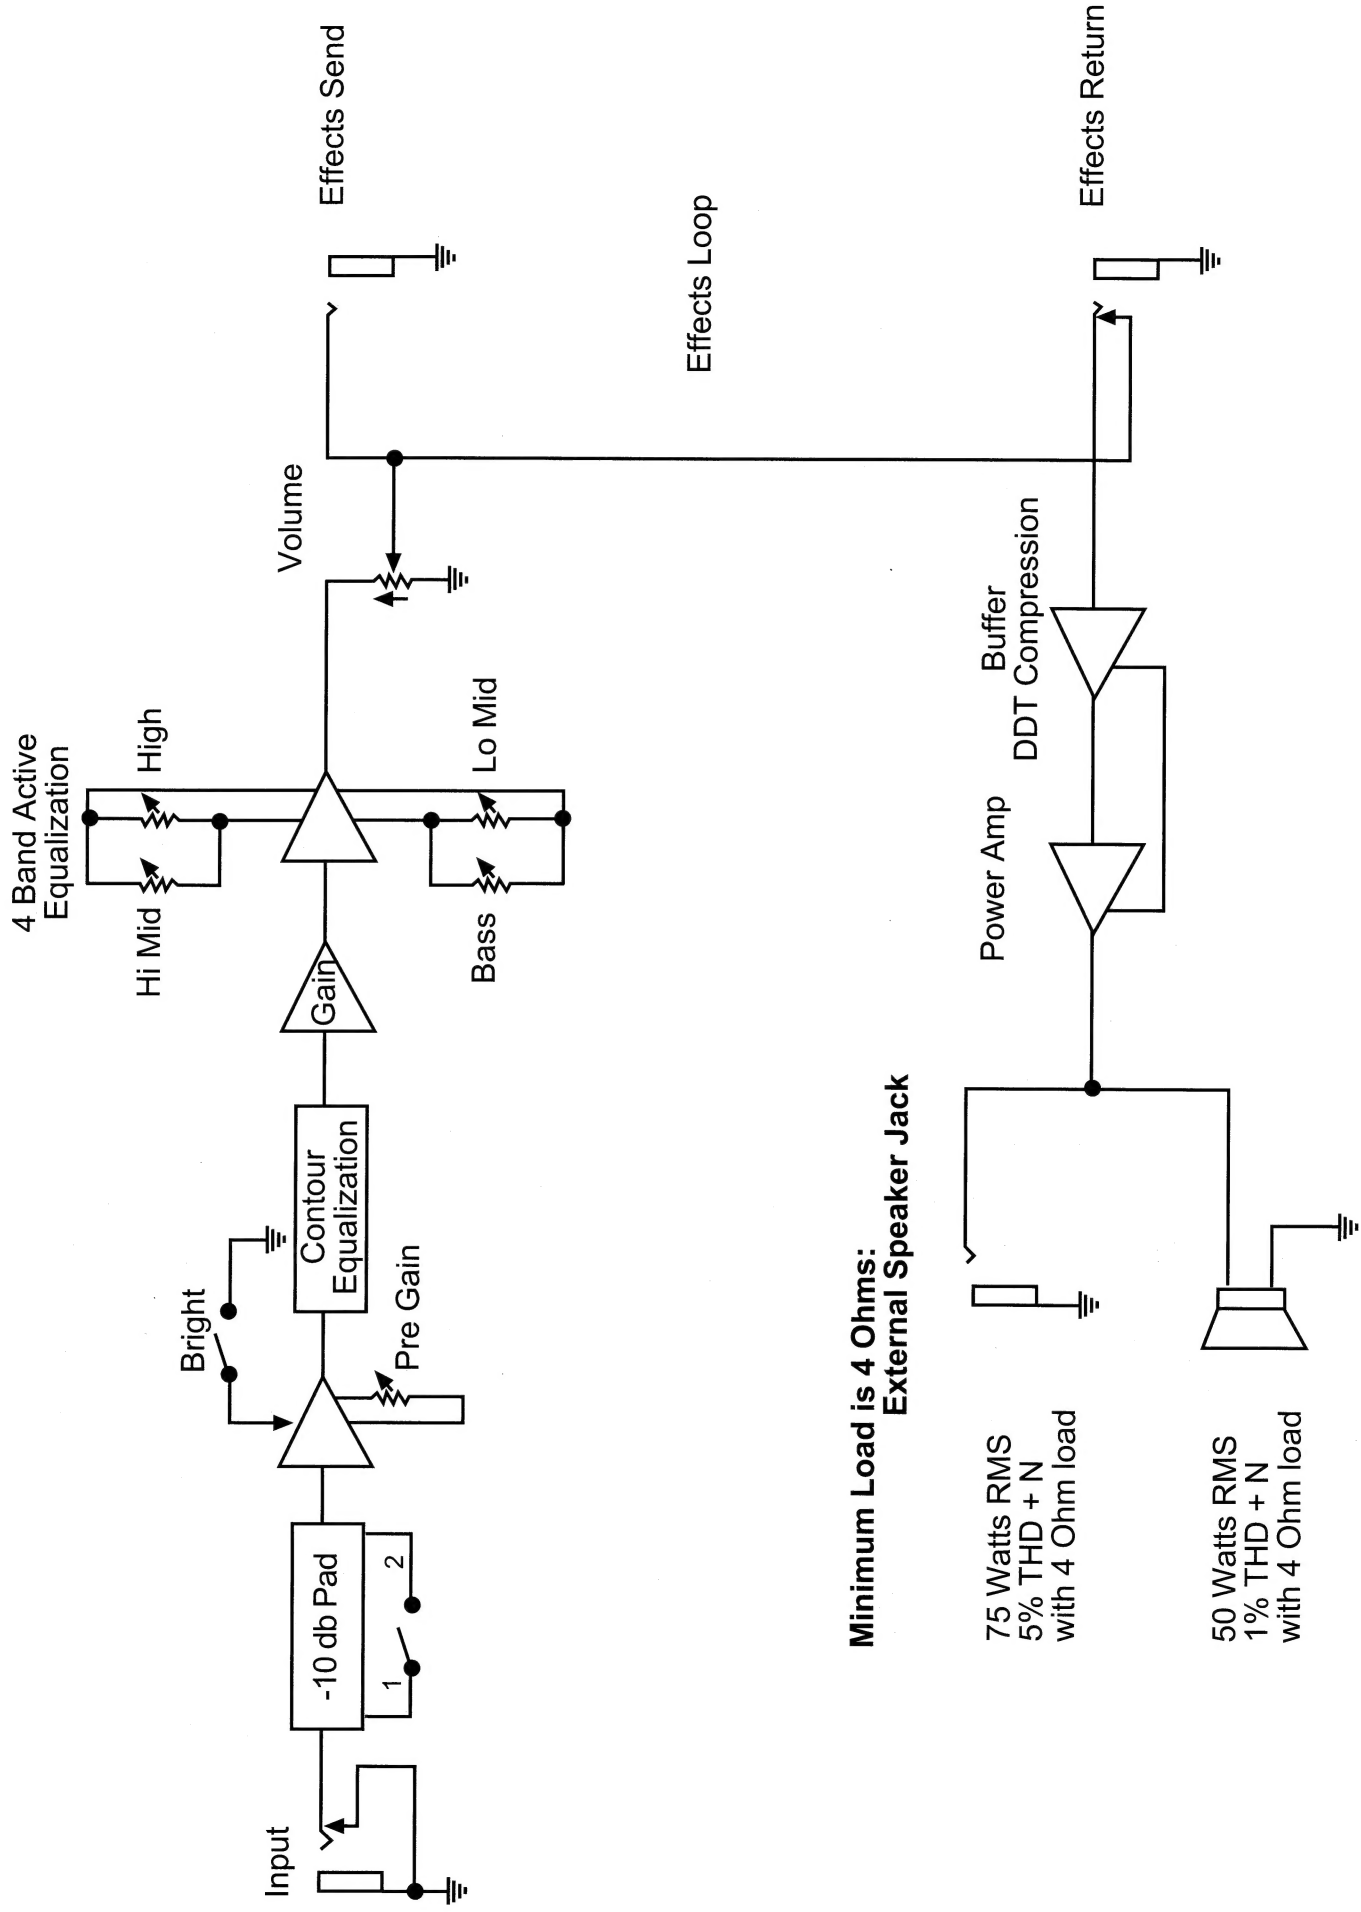 4 Band Active
Equalization
Hi Mid
High
Bright
Input
-10 db Pad
1
2
Contour
Equalization
Pre Gain
Gain
Bass
Lo Mid
Volume
Effects Send
Effects Loop
Minimum Load is 4 Ohms:
External Speaker Jack
75 Watts RMS
5% THD + N
with 4 Ohm load
50 Watts RMS
1% THD + N
with 4 Ohm load
Power Amp
Buffer
DDT Compression
Effects Return